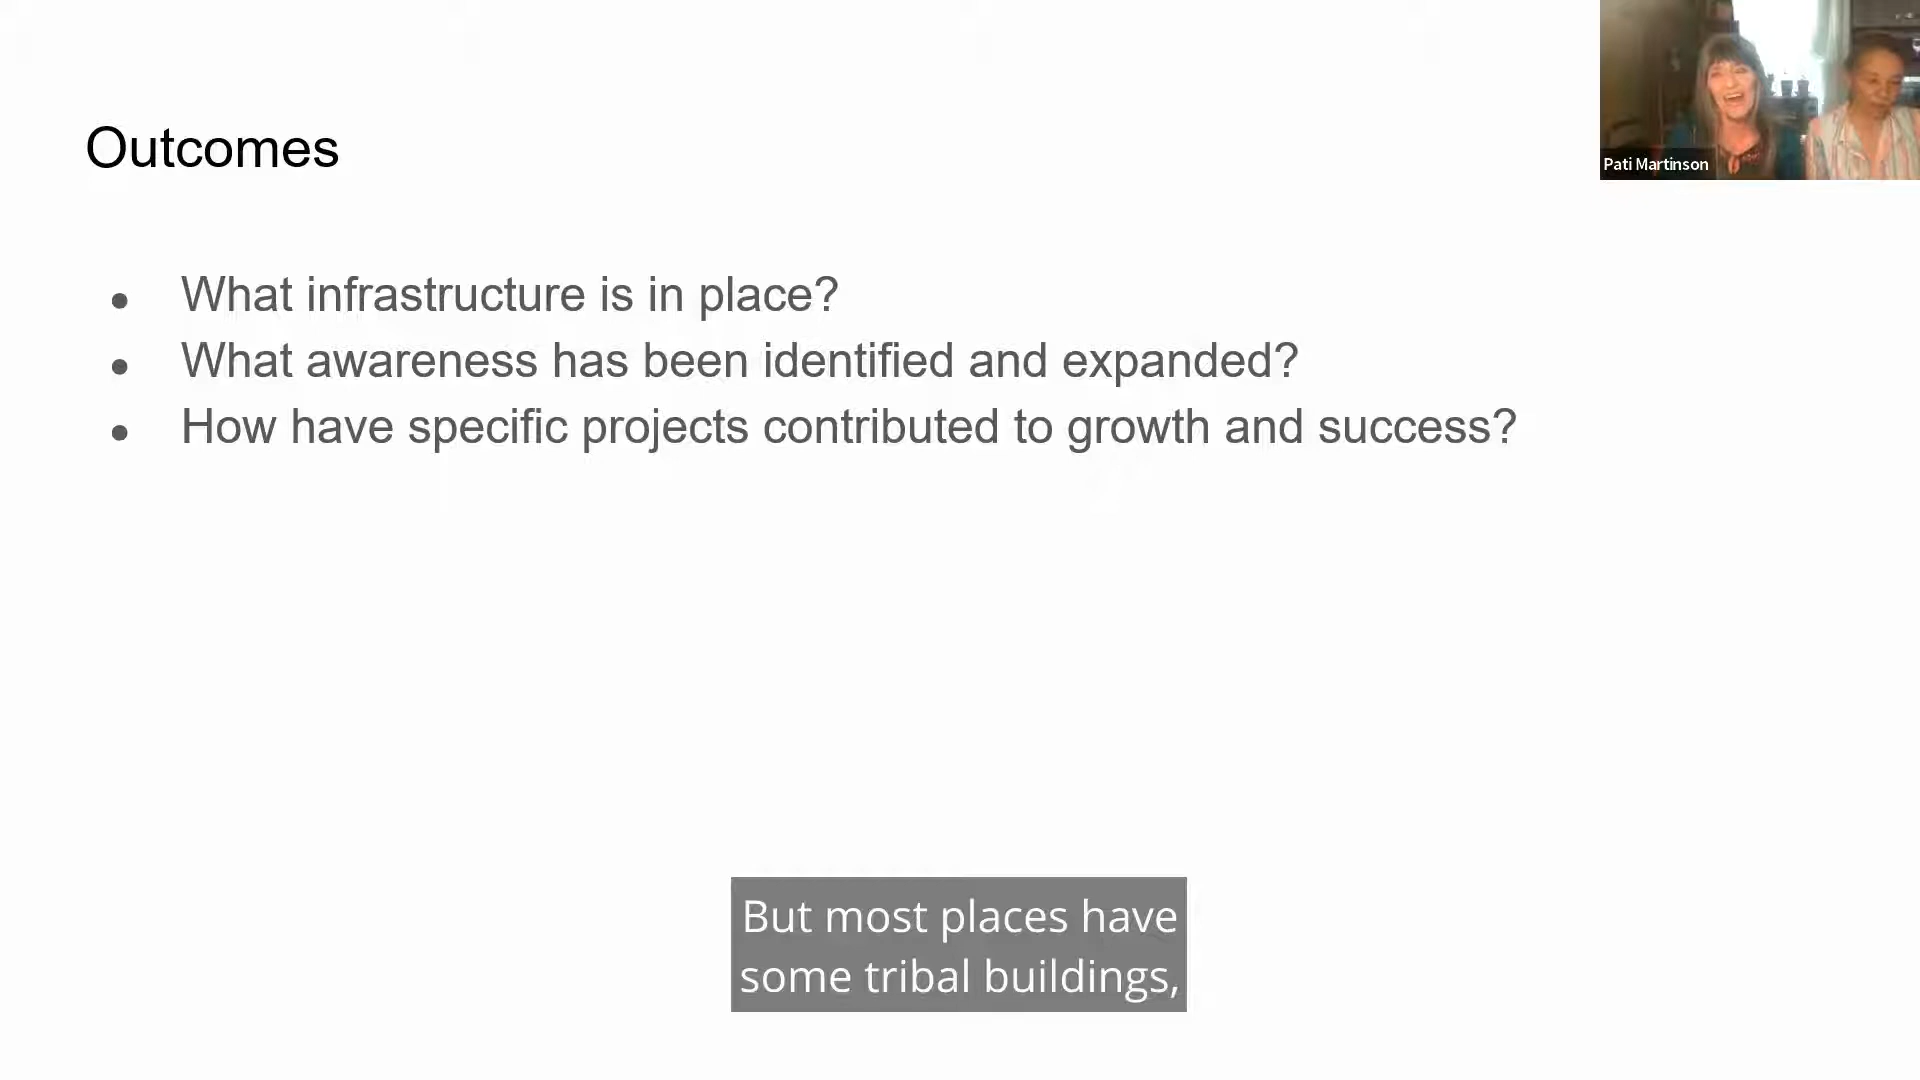 Outcomes
Pati Martinson
● What infrastructure is in place?
● What awareness has been identified and expanded?
● How have specific projects contributed to growth and success?
But most places have
some tribal buildings,